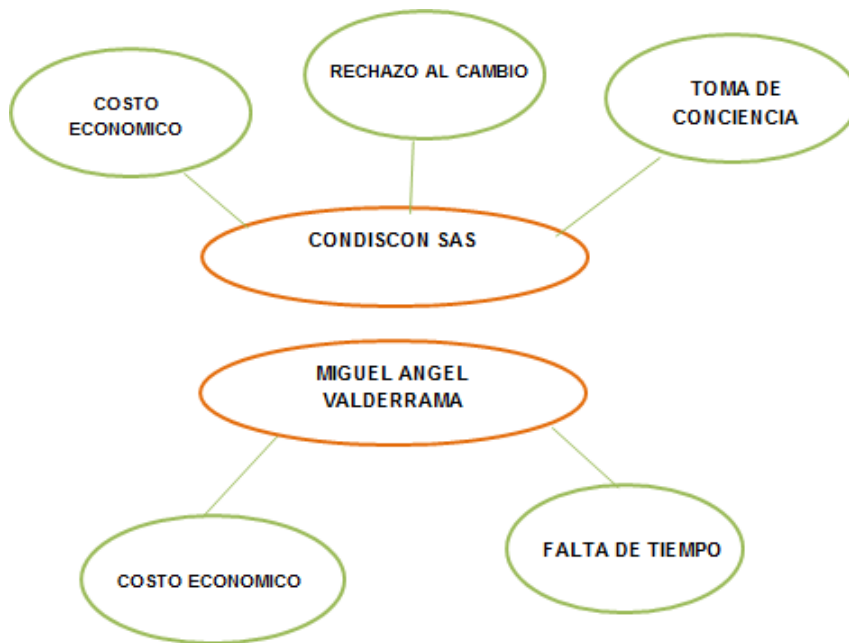 COSTO
ECONOMICO
RECHAZO AL CAMBIO
TOMA DE
CONCIENCIA
CONDISCON SAS
MIGUEL ANGEL
VALDERRAMA
COSTO ECONOMICO
FALTA DE TIEMPO